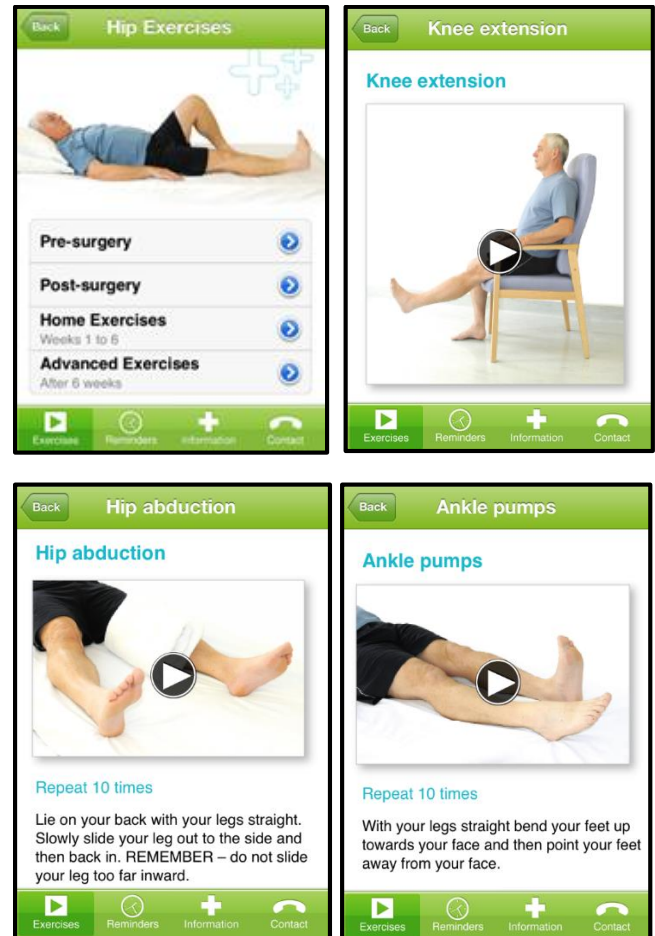 Back
Hip Exercises
Pre-surgery
Post-surgery
Home Exercises
Weeks 1 to 6
Advanced Exercises
After 6 weeks
Exercises Reminders Information Contact
Back
Knee extension
Knee extension
Exercises Reminders Information Contact
Back
Hip abduction
Hip abduction
Repeat 10 times
Lie on your back with your legs straight.
Slowly slide your leg out to the side and
then back in. REMEMBER – do not slide
your leg too far inward.
Exercises Reminders Information Contact
Back
Ankle pumps
Ankle pumps
Repeat 10 times
With your legs straight bend your feet up
towards your face and then point your feet
away from your face.
Exercises Reminders Information Contact